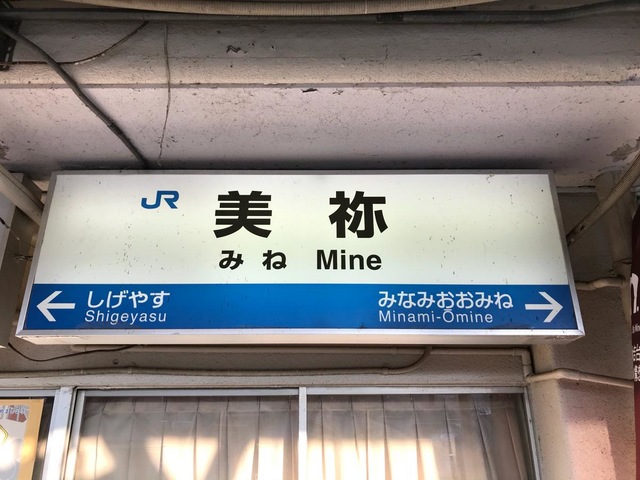 JR 美祢
みね Mine
← しげやす
Shigeyasu
みなみおおみね →
Minami-Ōmine